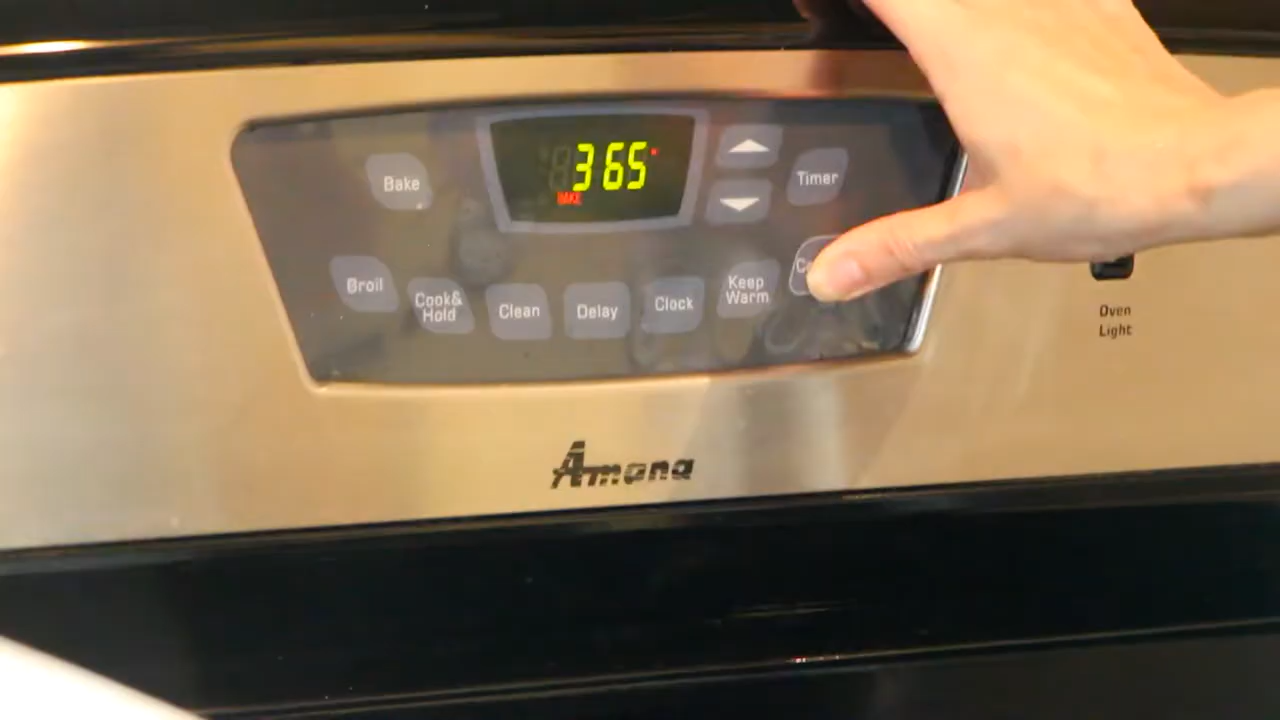 365°
BAKE
Bake
Timer
Broil
Cook&
Hold
Clean
Delay
Clock
Keep
Warm
Oven
Light
Amana